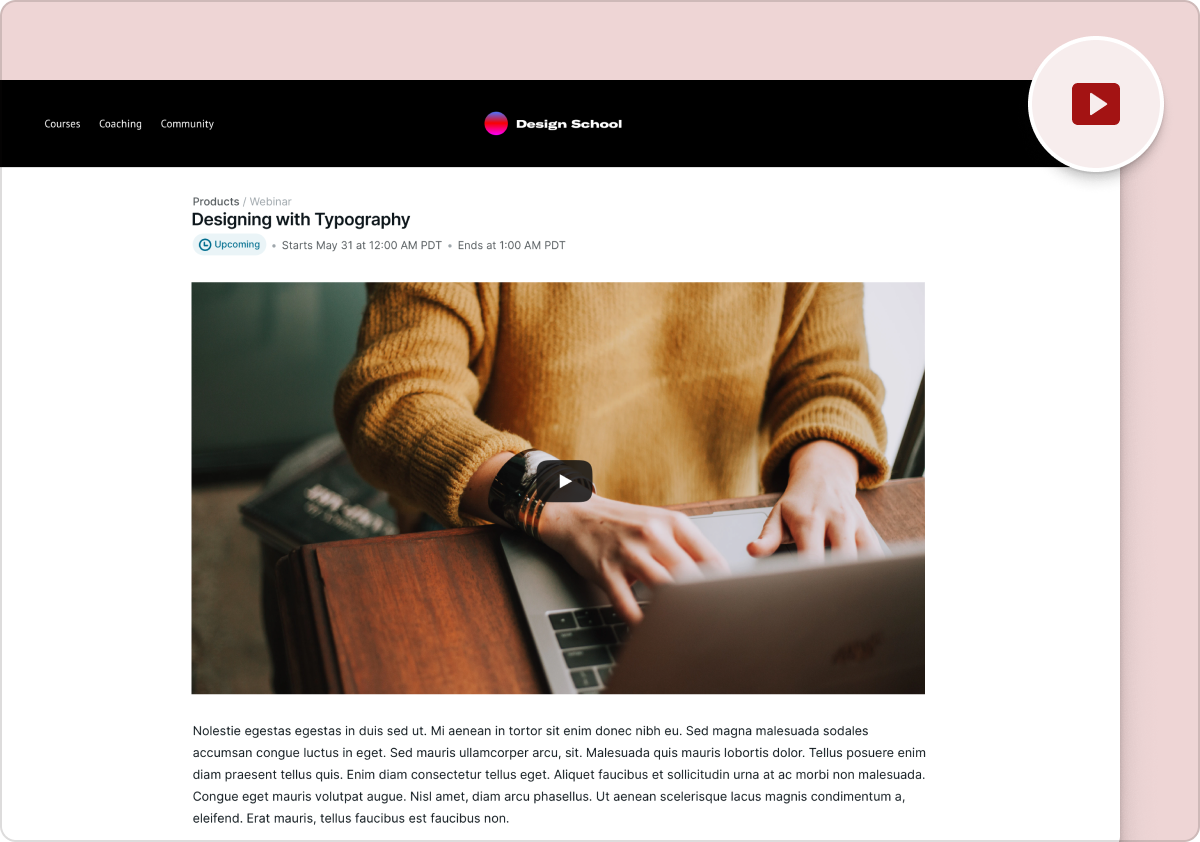 Courses Coaching Community
Design School
Products / Webinar
Designing with Typography
Upcoming • Starts May 31 at 12:00 AM PDT • Ends at 1:00 AM PDT
Nolestie egestas egestas in duis sed ut. Mi aenean in tortor sit enim donec nibh eu. Sed magna malesuada sodales
accumsan congue luctus in eget. Sed mauris ullamcorper arcu, sit. Malesuada quis mauris lobortis dolor. Tellus posuere enim
diam praesent tellus quis. Enim diam consectetur tellus eget. Aliquet faucibus et sollicitudin urna at ac morbi non malesuada.
Congue eget mauris volutpat augue. Nisl amet, diam arcu phasellus. Ut aenean scelerisque lacus magnis condimentum a,
eleifend. Erat mauris, tellus faucibus est faucibus non.